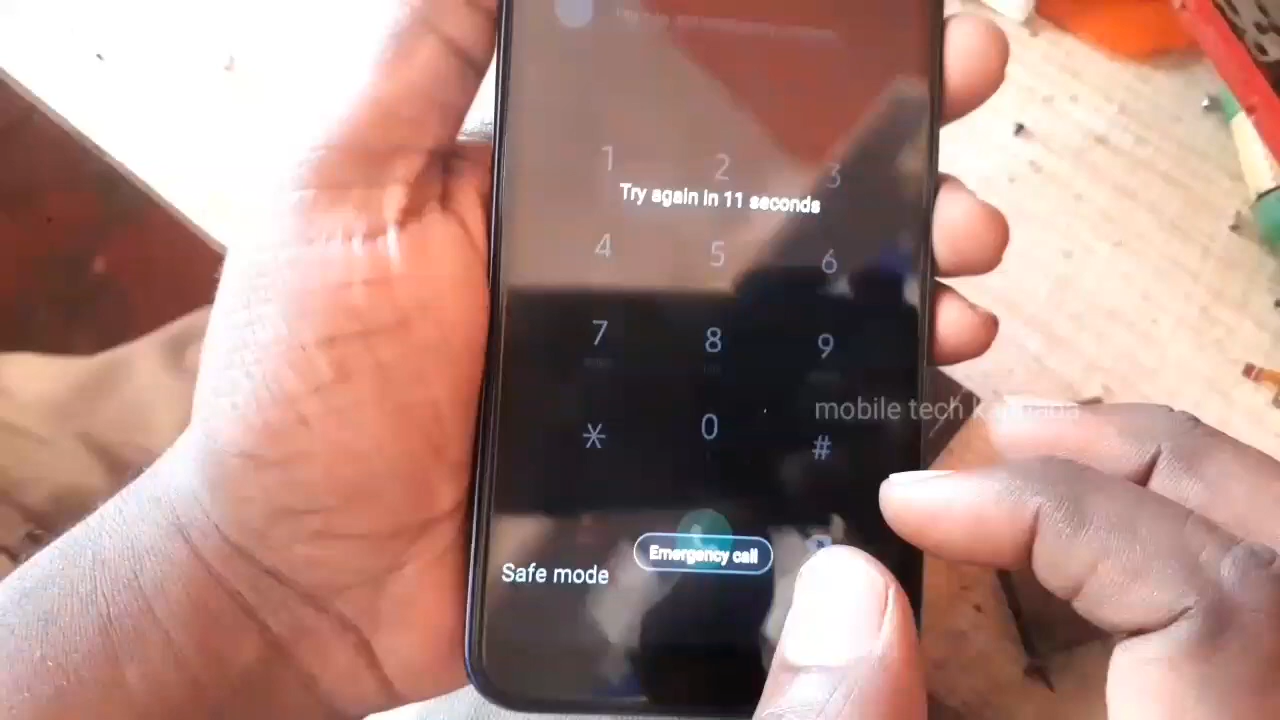 1 2 3
Try again in 11 seconds
4 5 6
7 8 9
mobile tech kannada
* 0 #
Emergency call
Safe mode